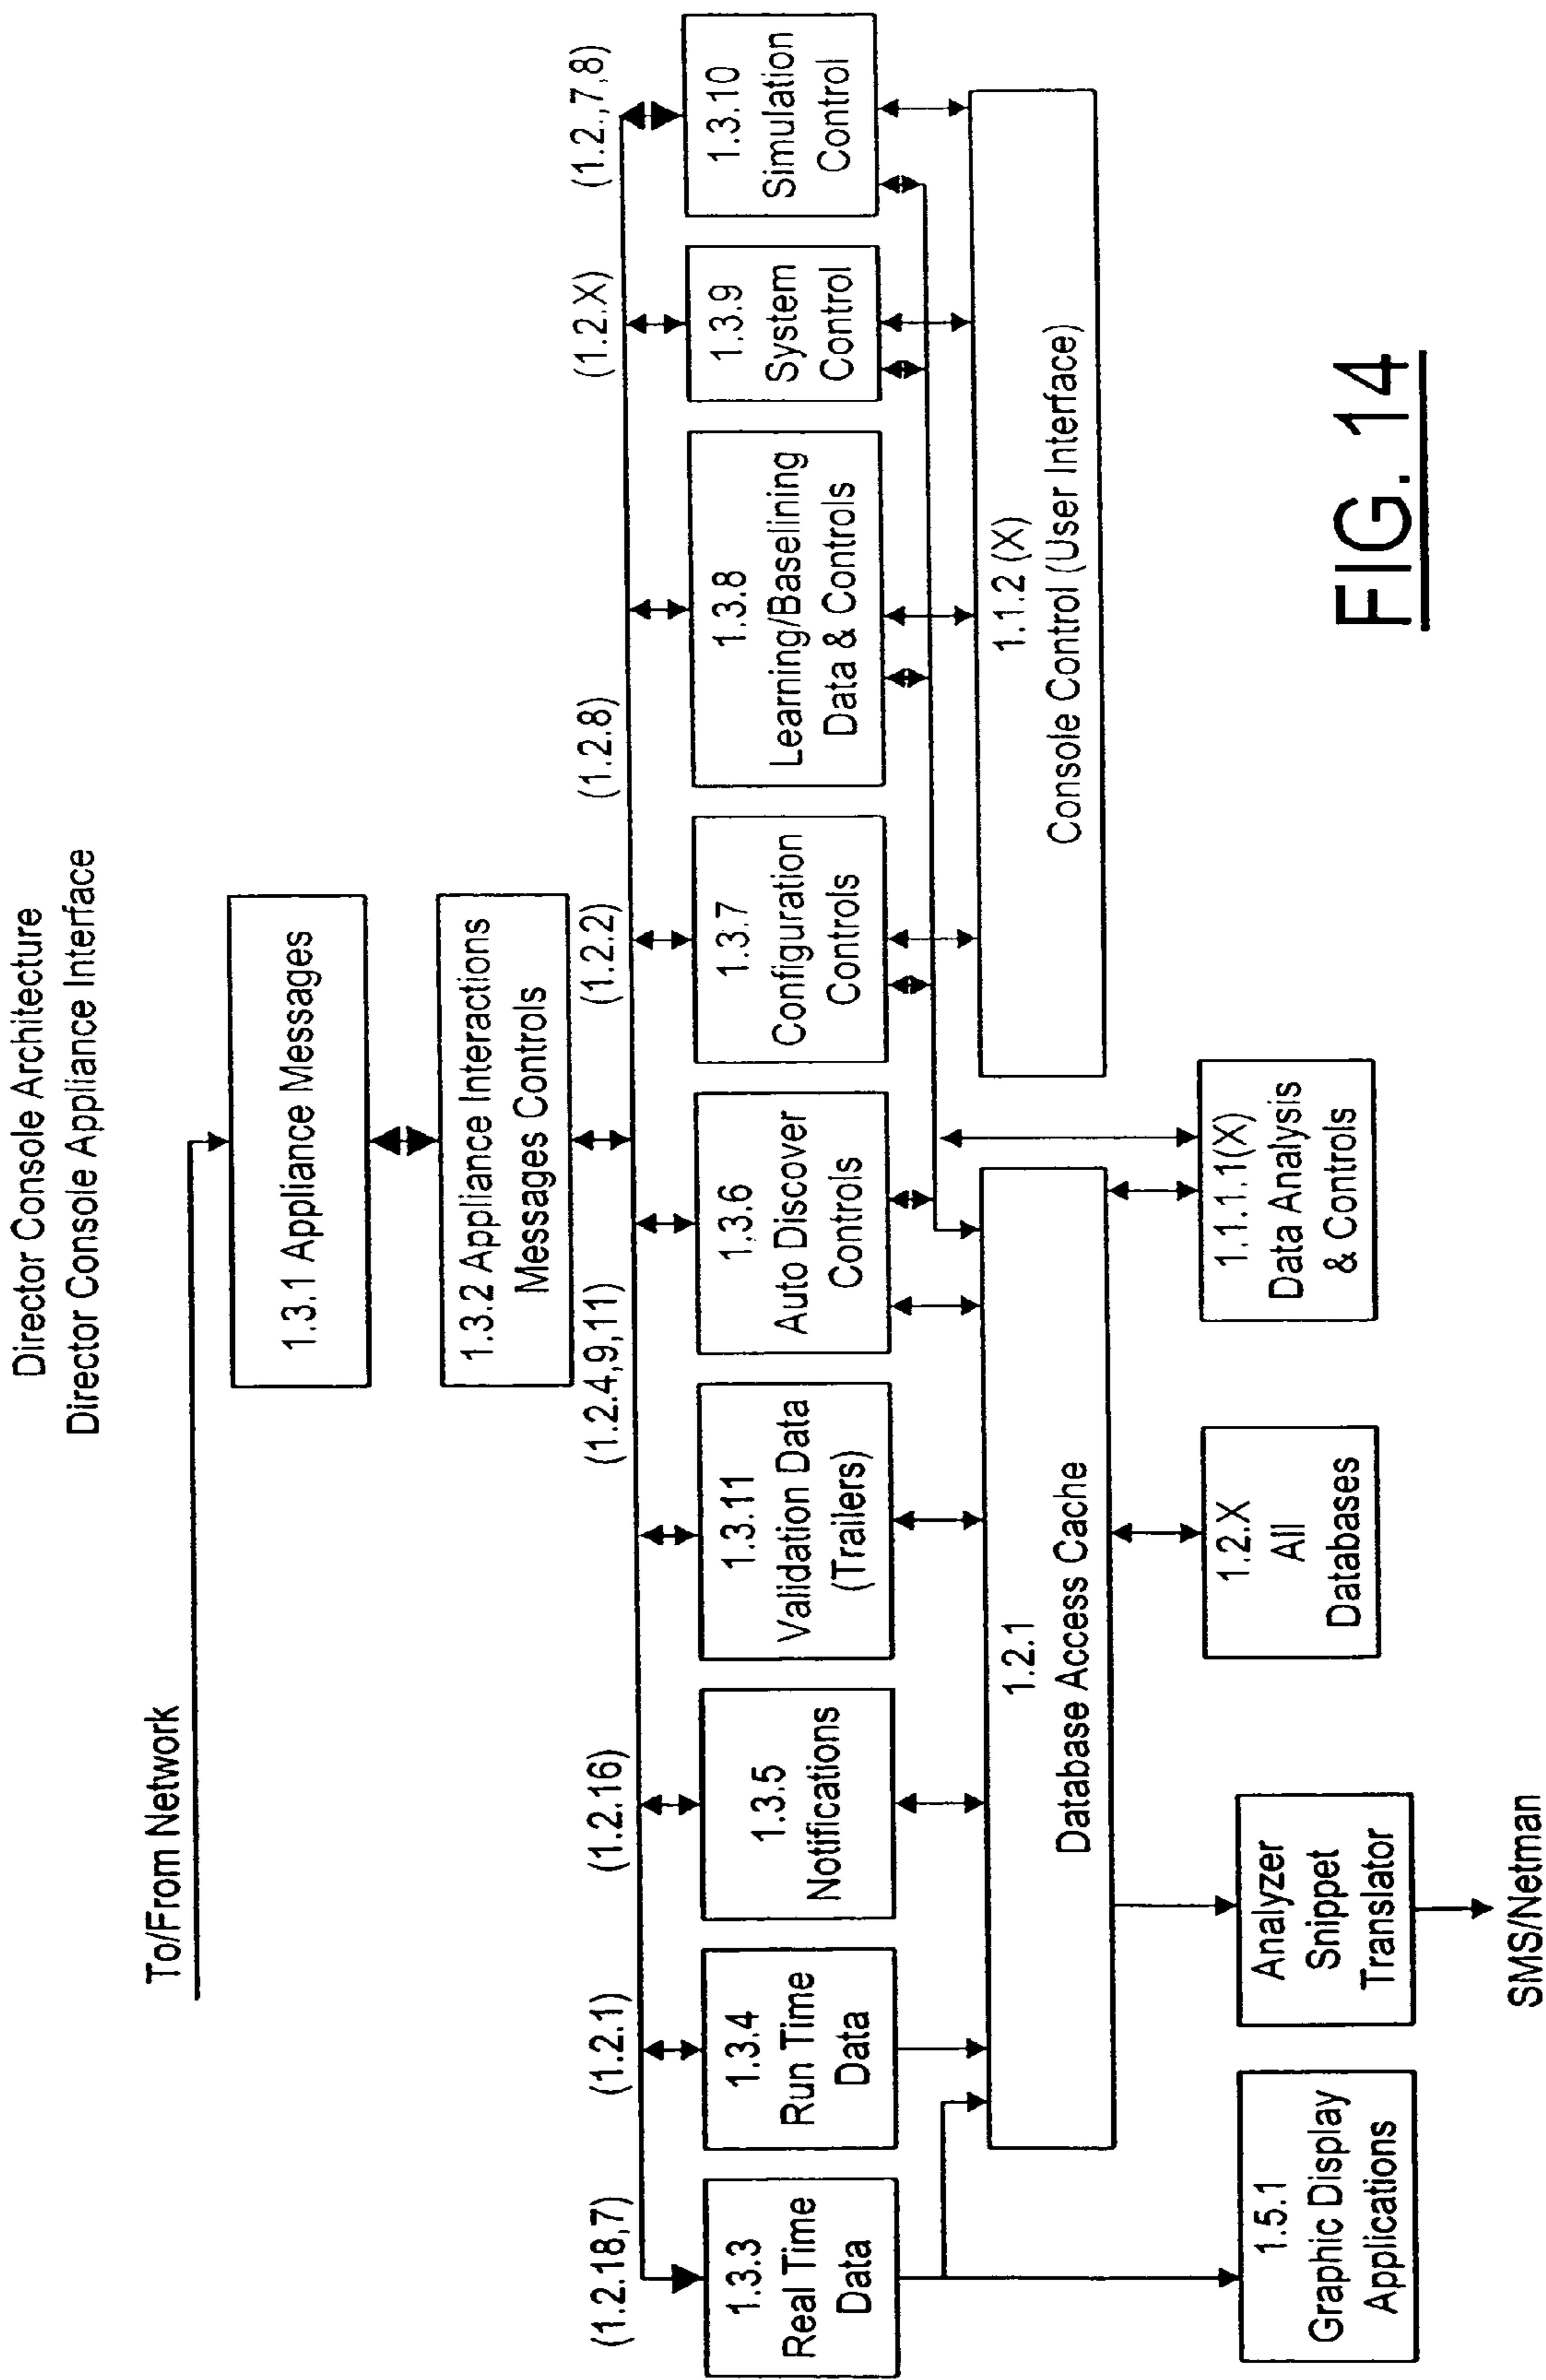 Director Console Architecture
Director Console Appliance Interface
To/From Network
1.3.1 Appliance Messages
1.3.2 Appliance Interactions
Messages Controls
(1.2.18,7)
(1.2.1)
(1.2.16)
(1.2.4,9,11)
(1.2.2)
(1.2.8)
(1.2.X)
(1.2.,7,8)
1.3.3
Real Time
Data
1.3.4
Run Time
Data
1.3.5
Notifications
1.3.11
Validation Data
(Trailers)
1.3.6
Auto Discover
Controls
1.3.7
Configuration
Controls
1.3.8
Learning/Baselining
Data & Controls
1.3.9
System
Control
1.3.10
Simulation
Control
1.2.1
Database Access Cache
1.1.2 (X)
Console Control (User Interface)
1.5.1
Graphic Display
Applications
Analyzer
Snippet
Translator
1.2.X
All
Databases
1.1.1.1(X)
Data Analysis
& Controls
SMS/Netman
FIG. 14